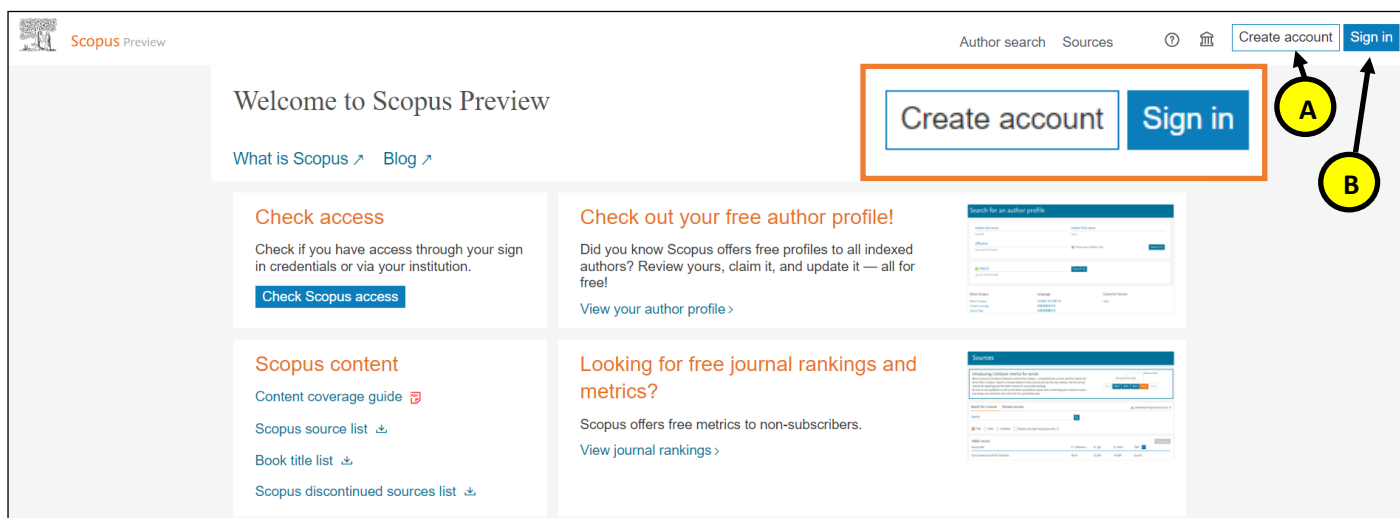 Scopus Preview
Author search Sources
Create account Sign in
Welcome to Scopus Preview
Create account Sign in
A
B
What is Scopus ↗ Blog ↗
Check access
Check if you have access through your sign
in credentials or via your institution.
Check Scopus access
Check out your free author profile!
Did you know Scopus offers free profiles to all indexed
authors? Review yours, claim it, and update it — all for
free!
View your author profile >
Search for an author profile
Scopus content
Content coverage guide
Scopus source list
Book title list
Scopus discontinued sources list
Looking for free journal rankings and
metrics?
Scopus offers free metrics to non-subscribers.
View journal rankings >
Sources